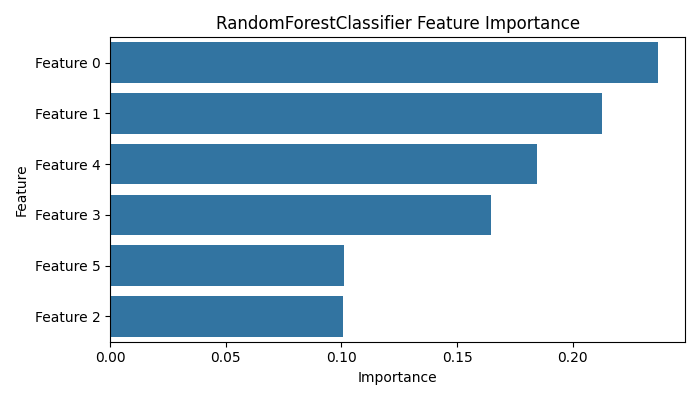 RandomForestClassifier Feature Importance
Feature 0
Feature 1
Feature 4
Feature 3
Feature 5
Feature 2
Feature
0.00 0.05 0.10 0.15 0.20
Importance